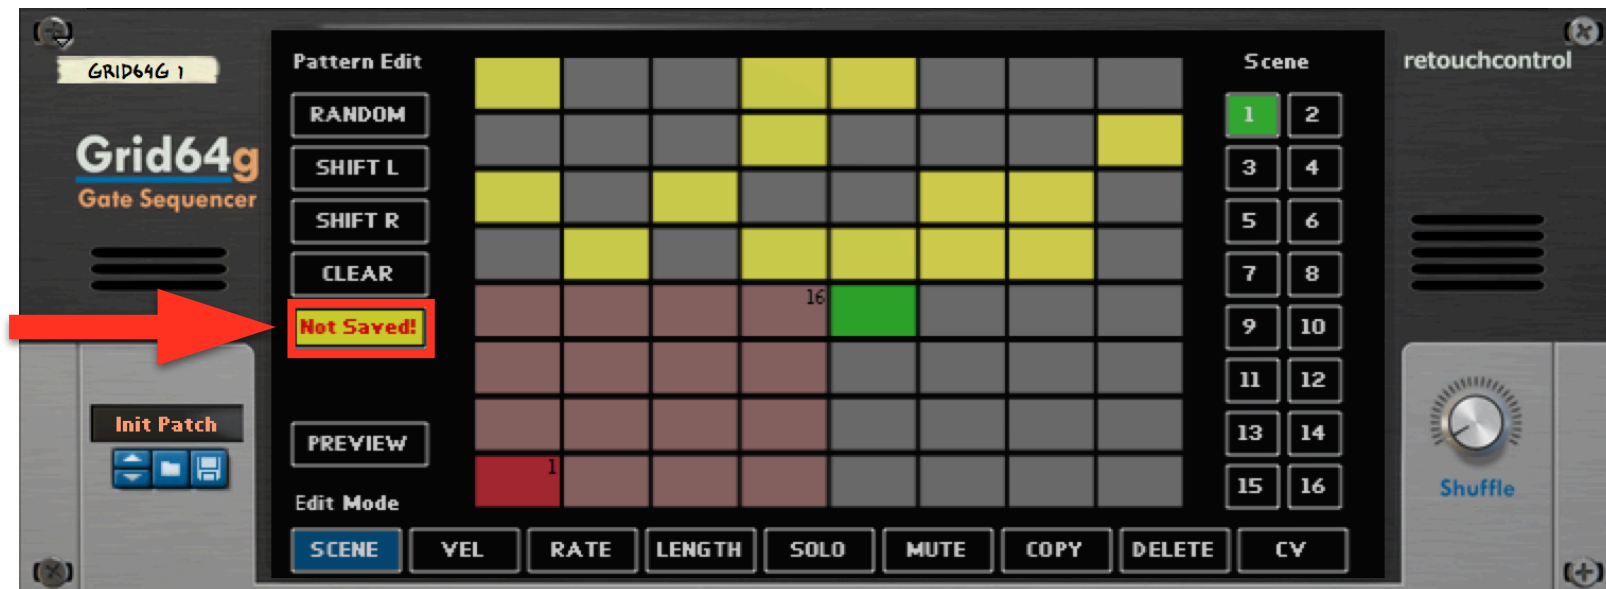 GRID64G 1
Grid64g
Gate Sequencer
Init Patch
Pattern Edit
RANDOM
SHIFT L
SHIFT R
CLEAR
Not Saved!
PREVIEW
Edit Mode
16
1
SCENE VEL RATE LENGTH SOLO MUTE COPY DELETE CV
Scene
1 2
3 4
5 6
7 8
9 10
11 12
13 14
15 16
retouchcontrol
Shuffle